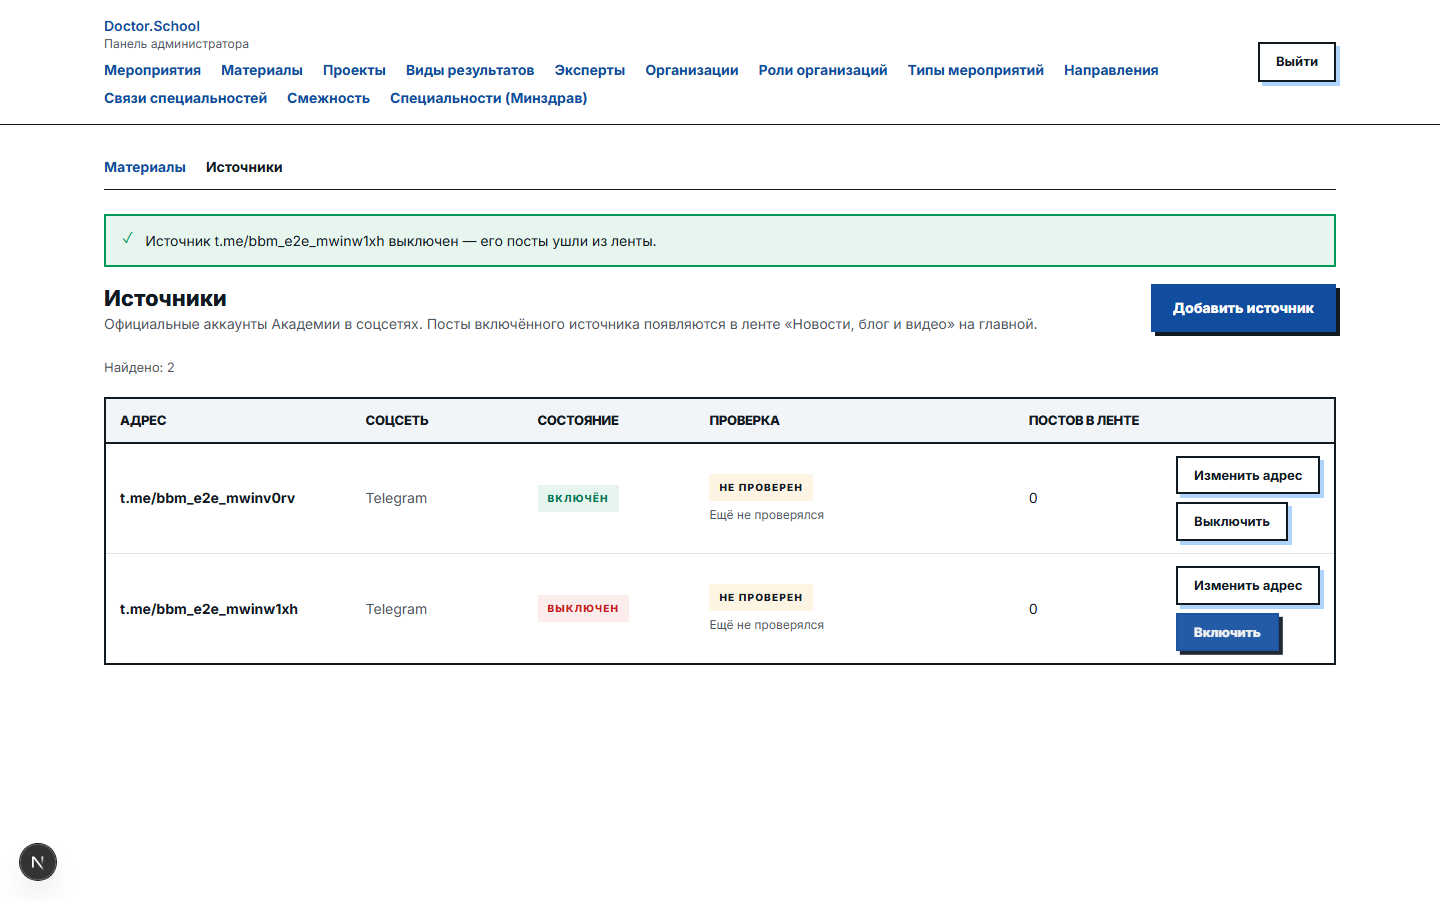 Doctor.School
Панель администратора
Мероприятия Материалы Проекты Виды результатов Эксперты Организации Роли организаций Типы мероприятий Направления
Связи специальностей Смежность Специальности (Минздрав)
Выйти
Материалы Источники
✓ Источник t.me/bbm_e2e_mwinw1xh выключен — его посты ушли из ленты.
Источники
Официальные аккаунты Академии в соцсетях. Посты включённого источника появляются в ленте «Новости, блог и видео» на главной.
Добавить источник
Найдено: 2
АДРЕС СОЦСЕТЬ СОСТОЯНИЕ ПРОВЕРКА ПОСТОВ В ЛЕНТЕ
t.me/bbm_e2e_mwinv0rv Telegram ВКЛЮЧЁН НЕ ПРОВЕРЕН 0
Ещё не проверялся
Изменить адрес
Выключить
t.me/bbm_e2e_mwinw1xh Telegram ВЫКЛЮЧЕН НЕ ПРОВЕРЕН 0
Ещё не проверялся
Изменить адрес
Включить
N